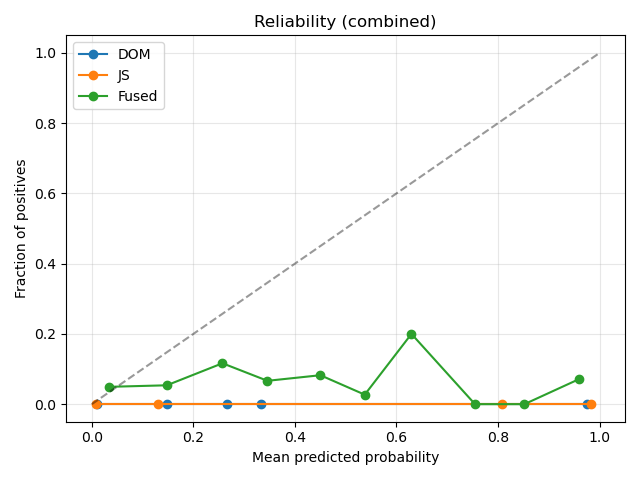 Reliability (combined)
DOM
JS
Fused
Fraction of positives
1.0
0.8
0.6
0.4
0.2
0.0
0.0 0.2 0.4 0.6 0.8 1.0
Mean predicted probability